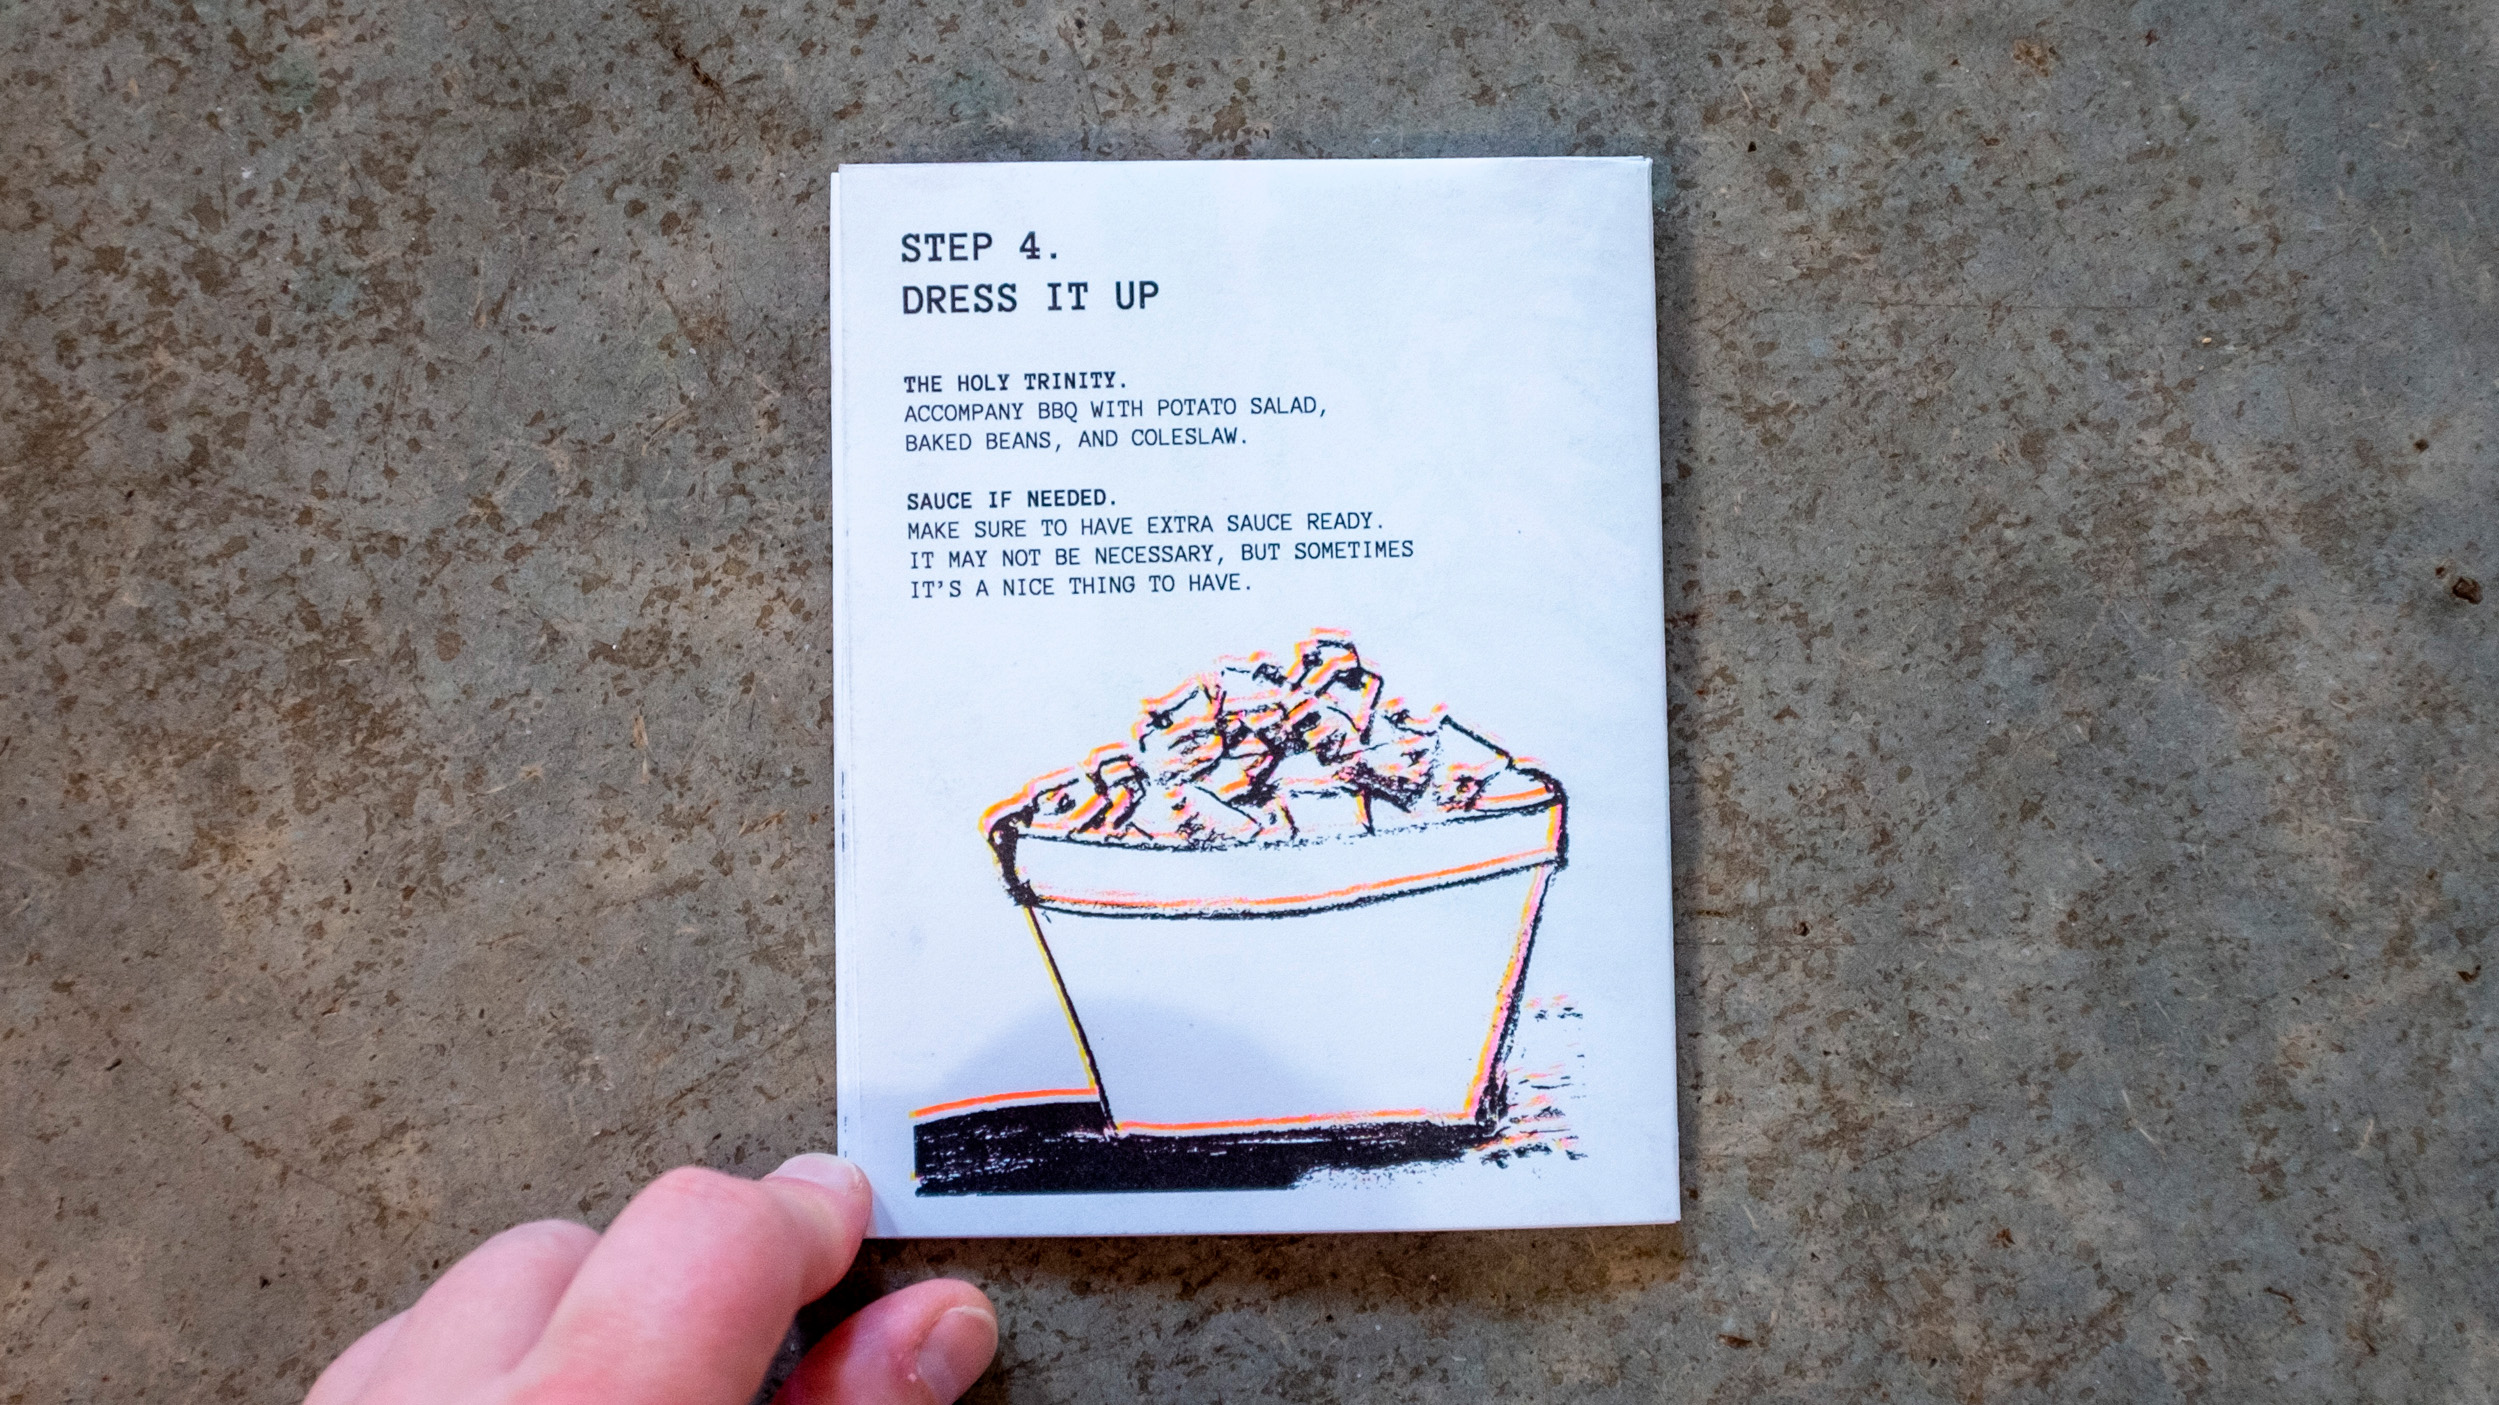 STEP 4.
DRESS IT UP
THE HOLY TRINITY.
ACCOMPANY BBQ WITH POTATO SALAD,
BAKED BEANS, AND COLESLAW.
SAUCE IF NEEDED.
MAKE SURE TO HAVE EXTRA SAUCE READY.
IT MAY NOT BE NECESSARY, BUT SOMETIMES
IT'S A NICE THING TO HAVE.